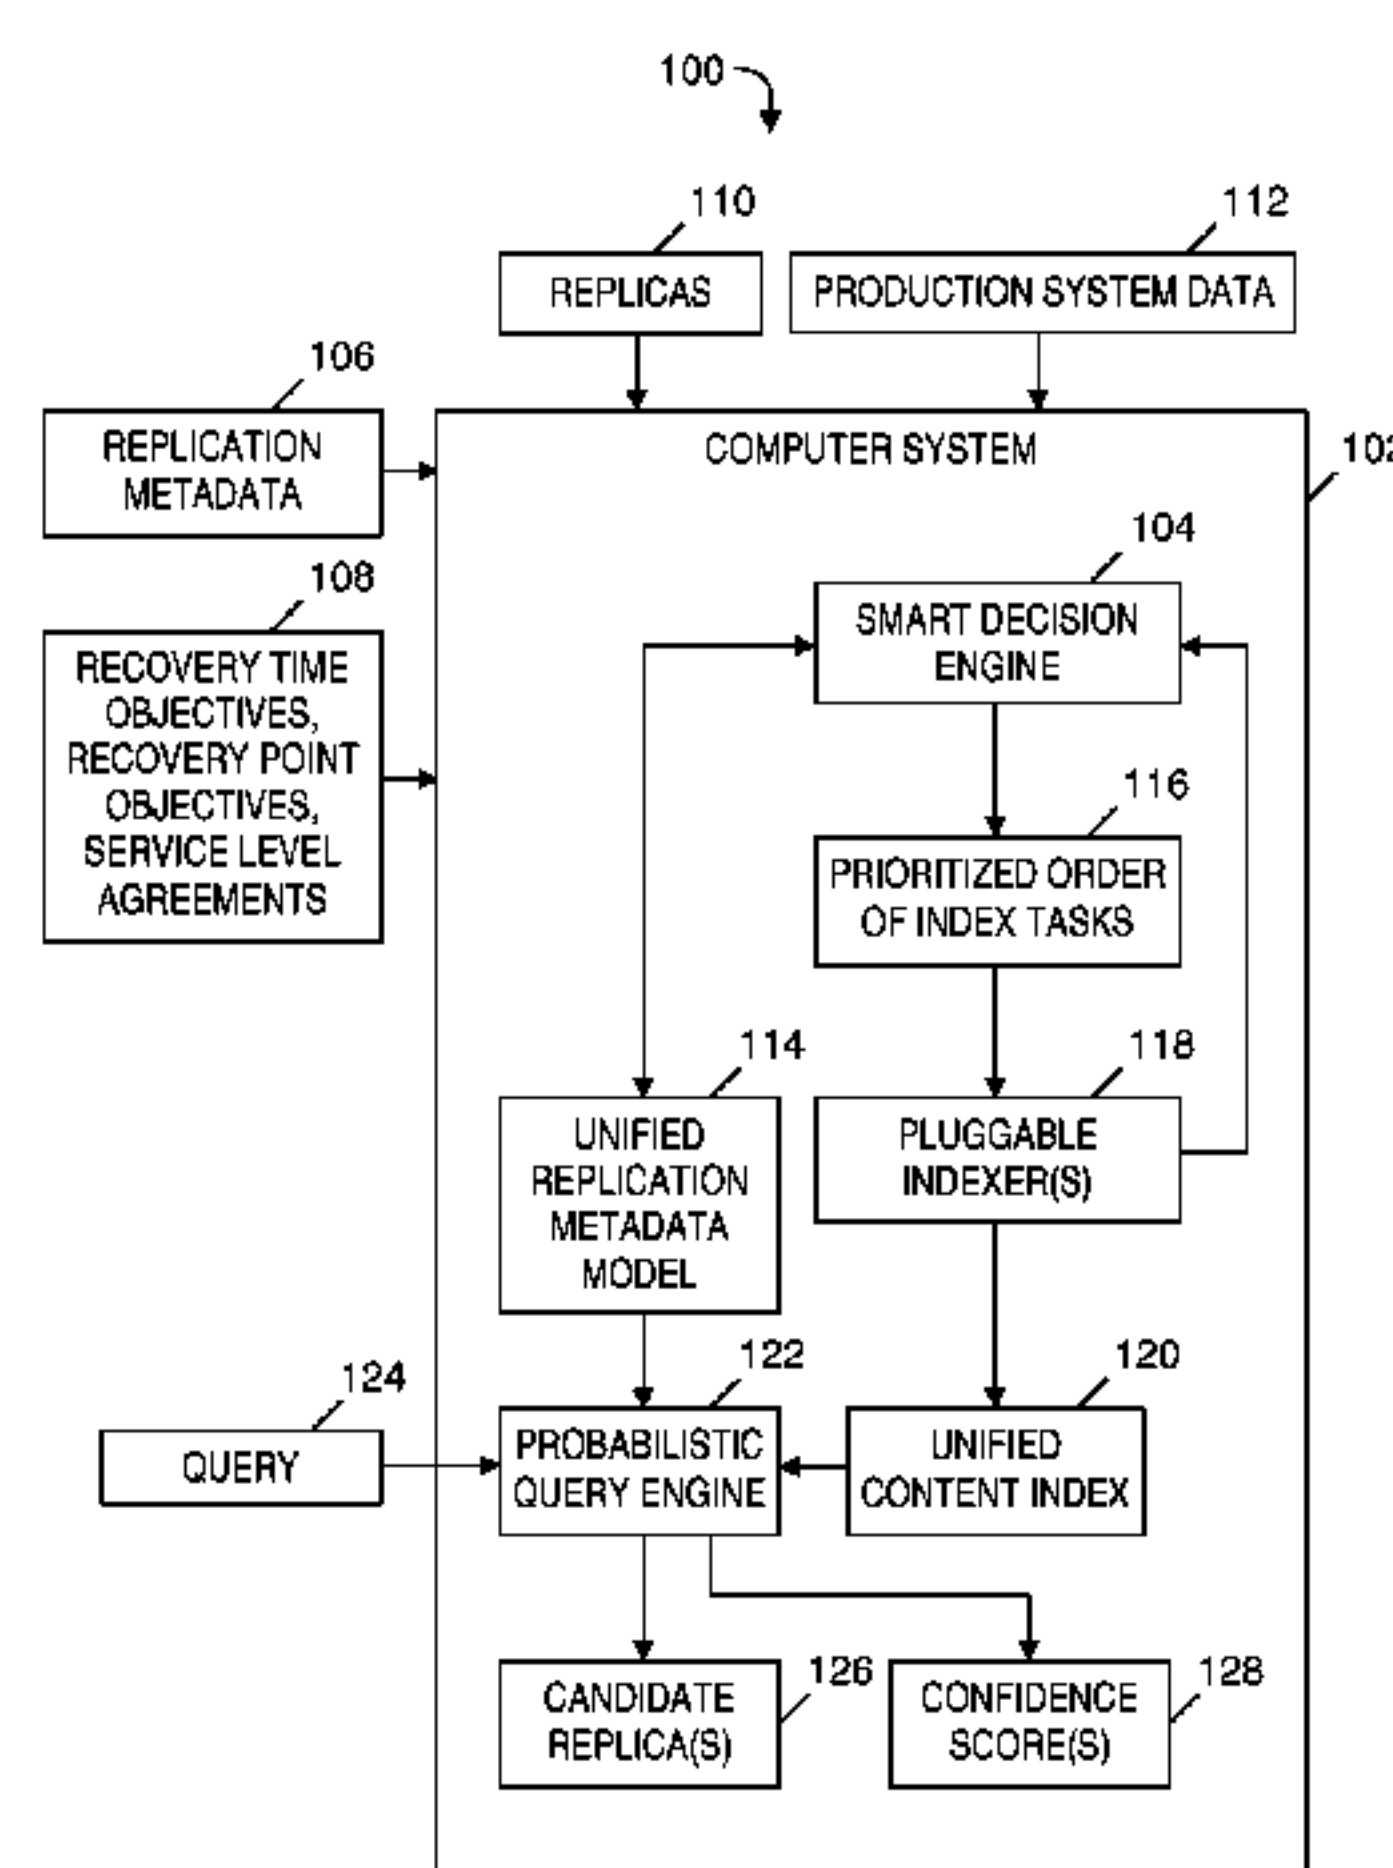 100
110
112
REPLICAS
PRODUCTION SYSTEM DATA
106
REPLICATION
METADATA
COMPUTER SYSTEM
104
108
SMART DECISION
ENGINE
RECOVERY TIME
OBJECTIVES,
RECOVERY POINT
OBJECTIVES,
SERVICE LEVEL
AGREEMENTS
116
PRIORITIZED ORDER
OF INDEX TASKS
114
118
UNIFIED
REPLICATION
METADATA
MODEL
PLUGGABLE
INDEXER(S)
124
122
120
QUERY
PROBABILISTIC
QUERY ENGINE
UNIFIED
CONTENT INDEX
126
128
CANDIDATE
REPLICA(S)
CONFIDENCE
SCORE(S)